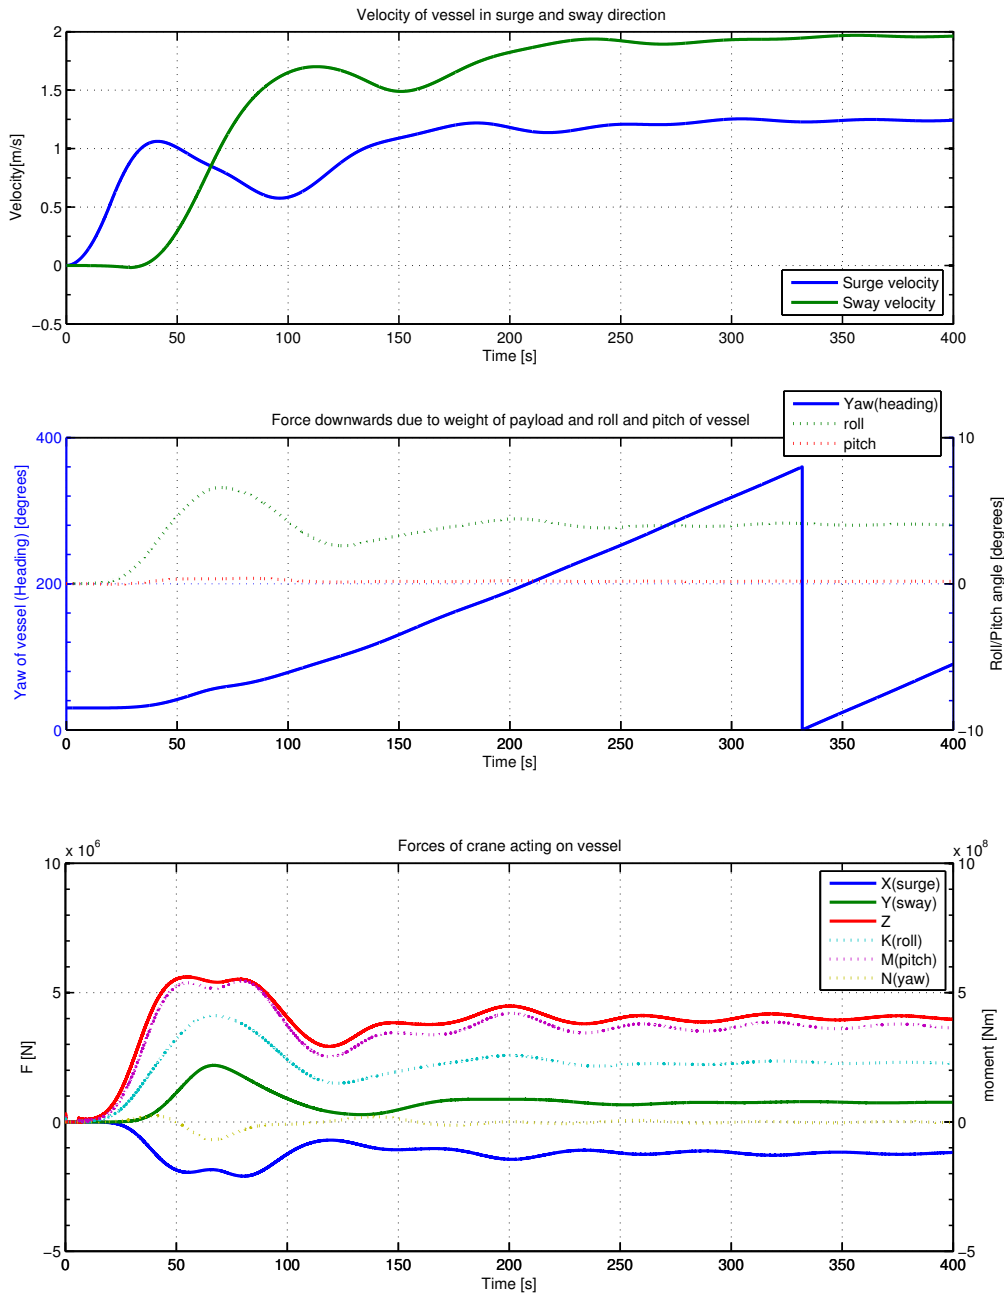 Velocity of vessel in surge and sway direction
2
1.5
1
0.5
0
−0.5
Velocity[m/s]
Surge velocity
Sway velocity
0 50 100 150 200 250 300 350 400
Time [s]
Yaw(heading)
roll
pitch
Force downwards due to weight of payload and roll and pitch of vessel
400
200
0
Yaw of vessel (Heading) [degrees]
10
0
−10
Roll/Pitch angle [degrees]
0 50 100 150 200 250 300 350 400
Time [s]
x 10^6
Forces of crane acting on vessel
x 10^8
10
5
0
−5
F [N]
X(surge)
Y(sway)
Z
K(roll)
M(pitch)
N(yaw)
10
5
0
−5
moment [Nm]
0 50 100 150 200 250 300 350 400
Time [s]